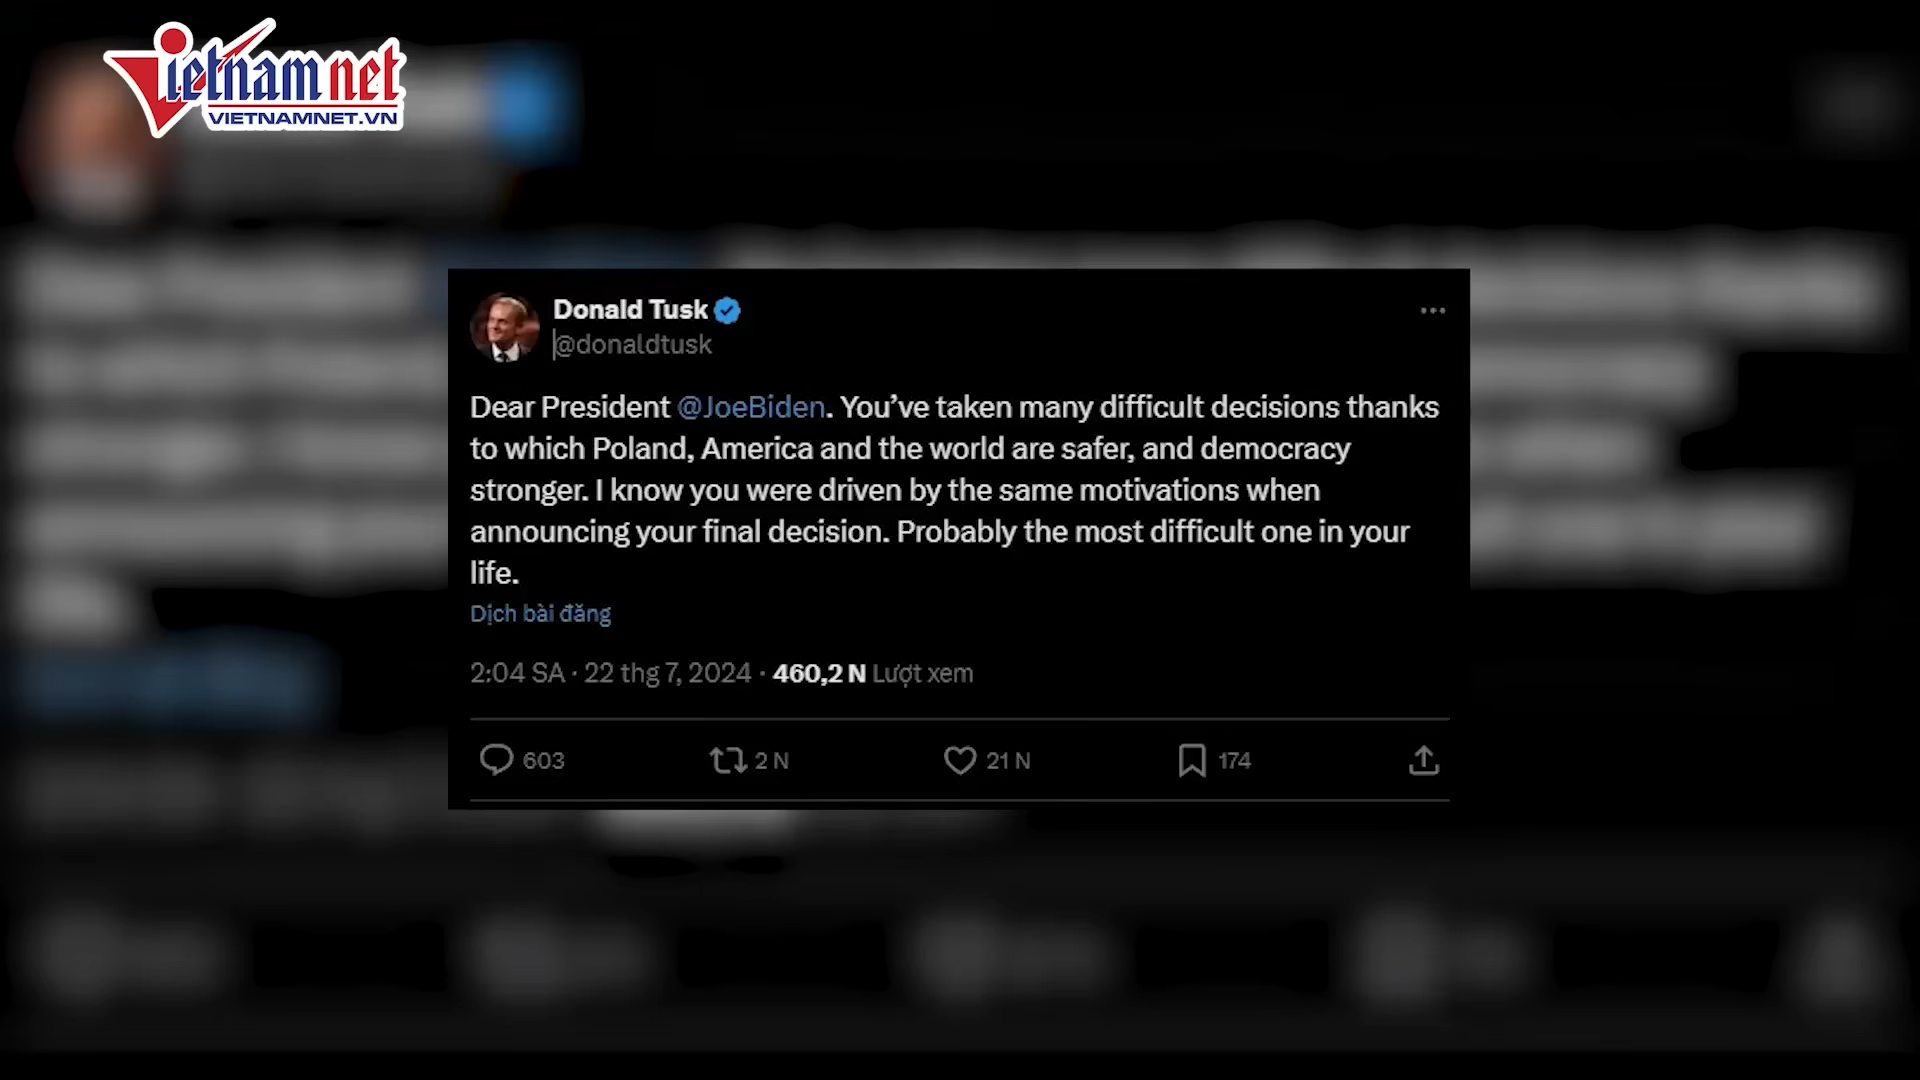 Vietnamnet
VIETNAMNET.VN
Donald Tusk
@donaldtusk
Dear President @JoeBiden. You’ve taken many difficult decisions thanks
to which Poland, America and the world are safer, and democracy
stronger. I know you were driven by the same motivations when
announcing your final decision. Probably the most difficult one in your
life.
Dịch bài đăng
2:04 SA · 22 thg 7, 2024 · 460,2 N Lượt xem
603 2 N 21 N 174